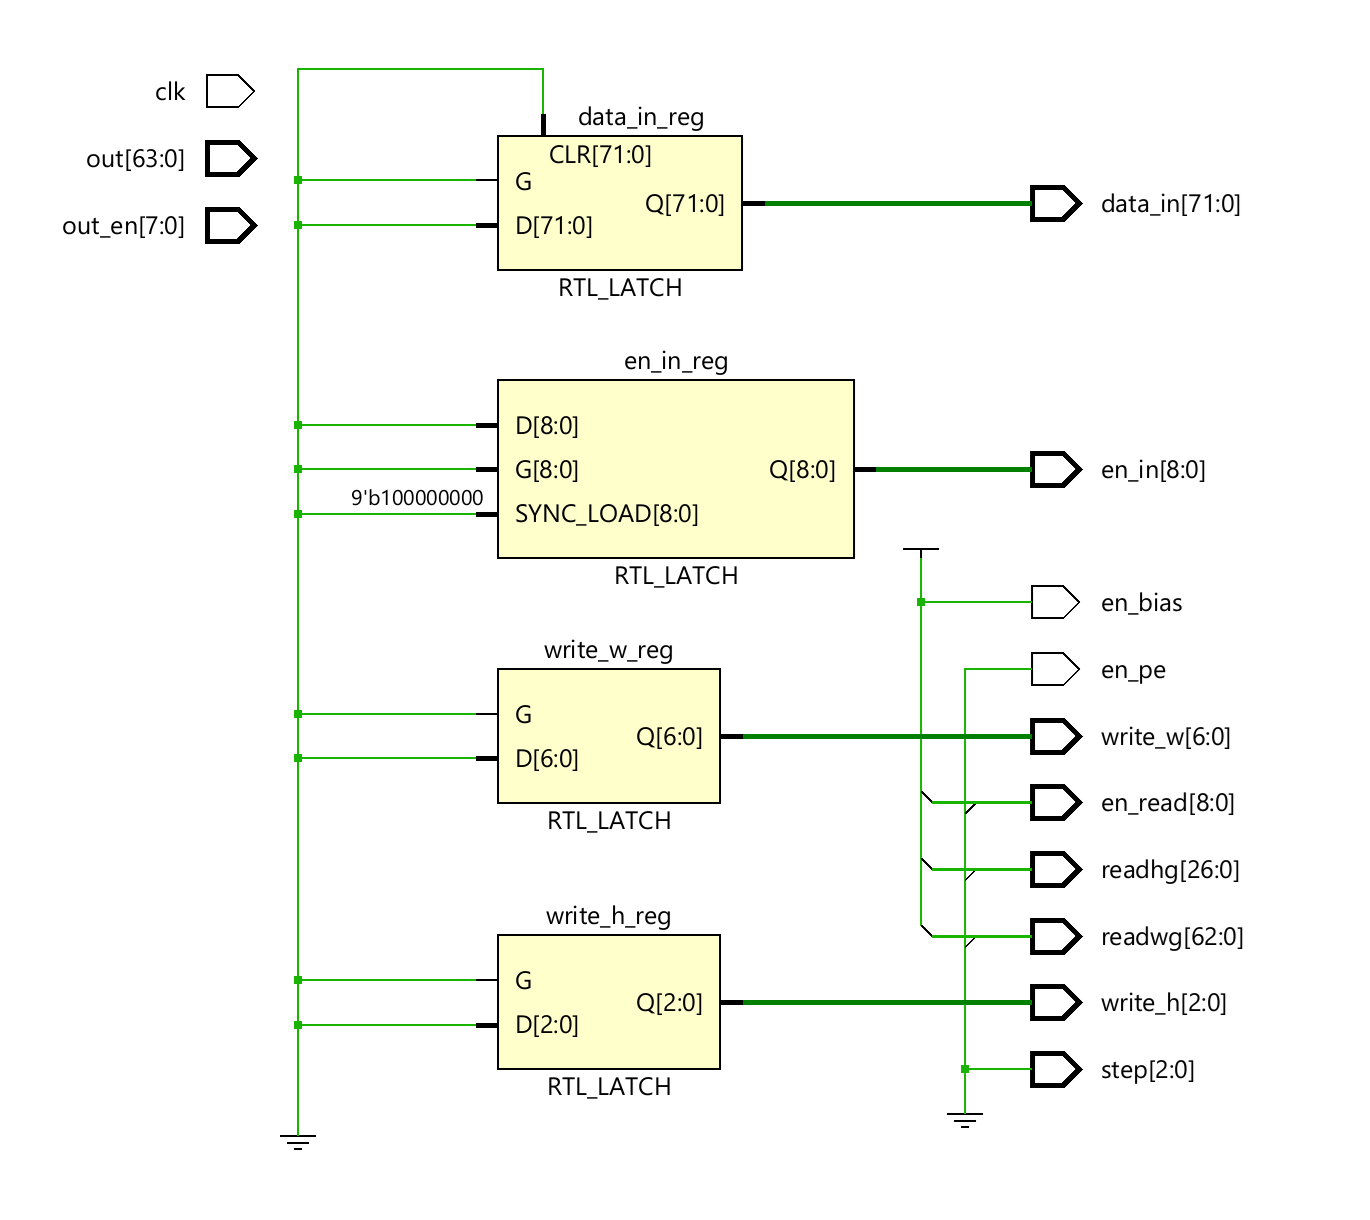 clk
out[63:0]
out_en[7:0]
data_in_reg
CLR[71:0]
G
D[71:0]
Q[71:0]
RTL_LATCH
data_in[71:0]
en_in_reg
D[8:0]
G[8:0]
9'b100000000
SYNC_LOAD[8:0]
Q[8:0]
RTL_LATCH
en_in[8:0]
en_bias
en_pe
write_w_reg
G
D[6:0]
Q[6:0]
RTL_LATCH
write_w[6:0]
en_read[8:0]
readhg[26:0]
readwg[62:0]
write_h_reg
G
D[2:0]
Q[2:0]
RTL_LATCH
write_h[2:0]
step[2:0]